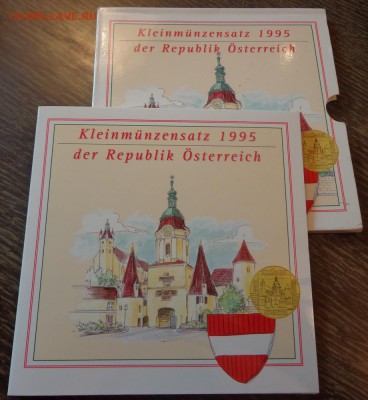 Kleinmünzensatz 1995
der Republik Österreich
Kleinmünzensatz 1995
der Republik Österreich